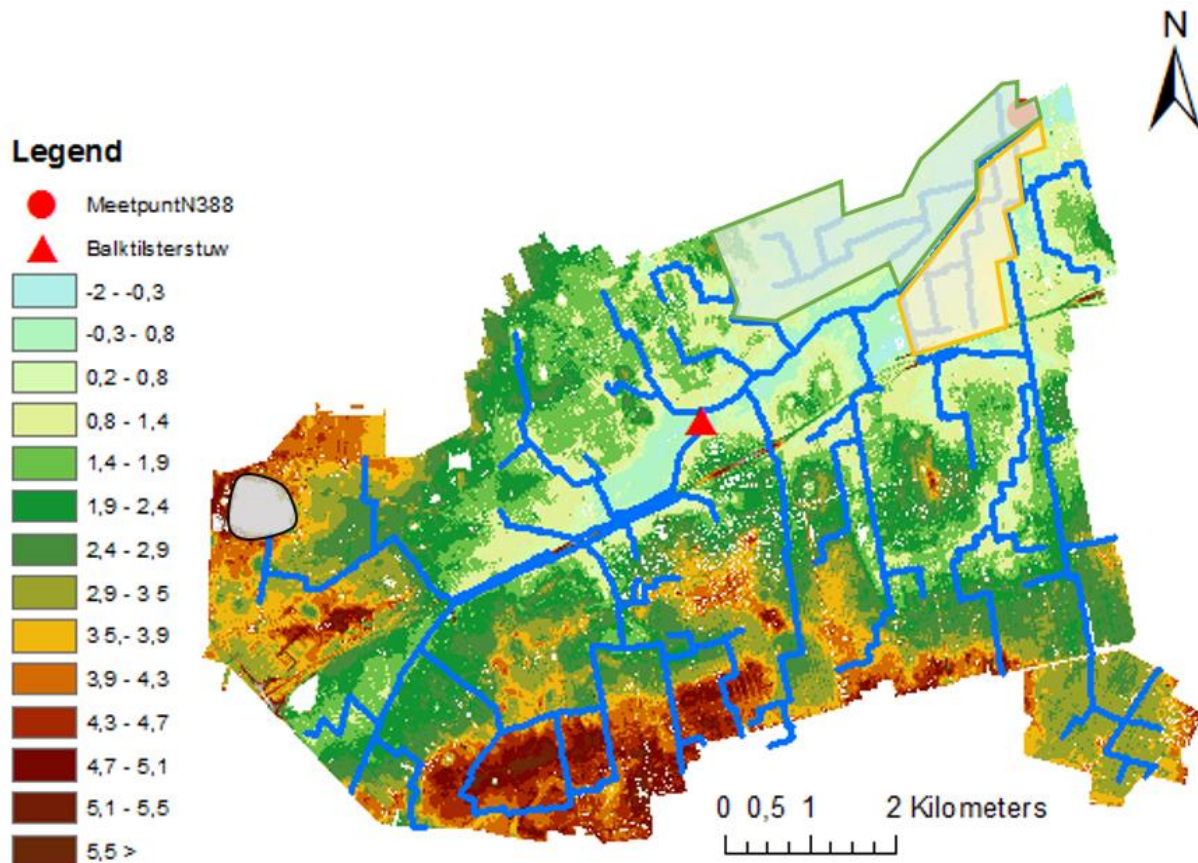 N
Legend
MeetpuntN388
Balktilsterstuw
-2 - -0,3
-0,3 - 0,8
0,2 - 0,8
0,8 - 1,4
1,4 - 1,9
1,9 - 2,4
2,4 - 2,9
2,9 - 3 5
3 5,- 3,9
3,9 - 4,3
4,3 - 4,7
4,7 - 5,1
5,1 - 5,5
5,5 >
0 0,5 1 2 Kilometers